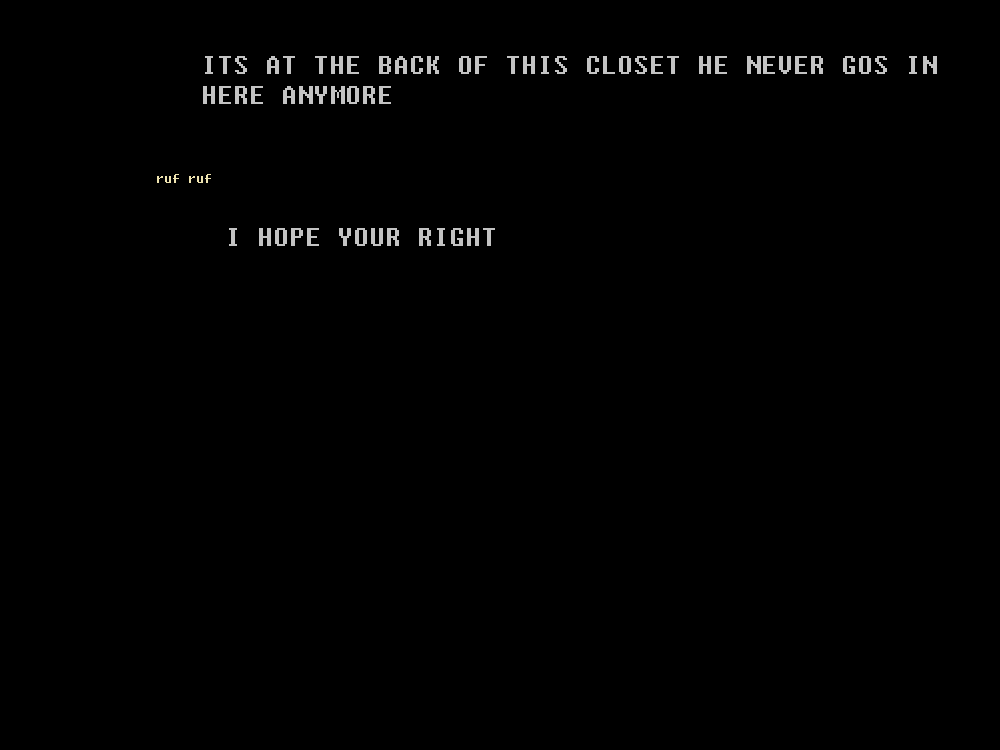 ITS AT THE BACK OF THIS CLOSET HE NEVER GOS IN
HERE ANYMORE
ruf ruf
I HOPE YOUR RIGHT